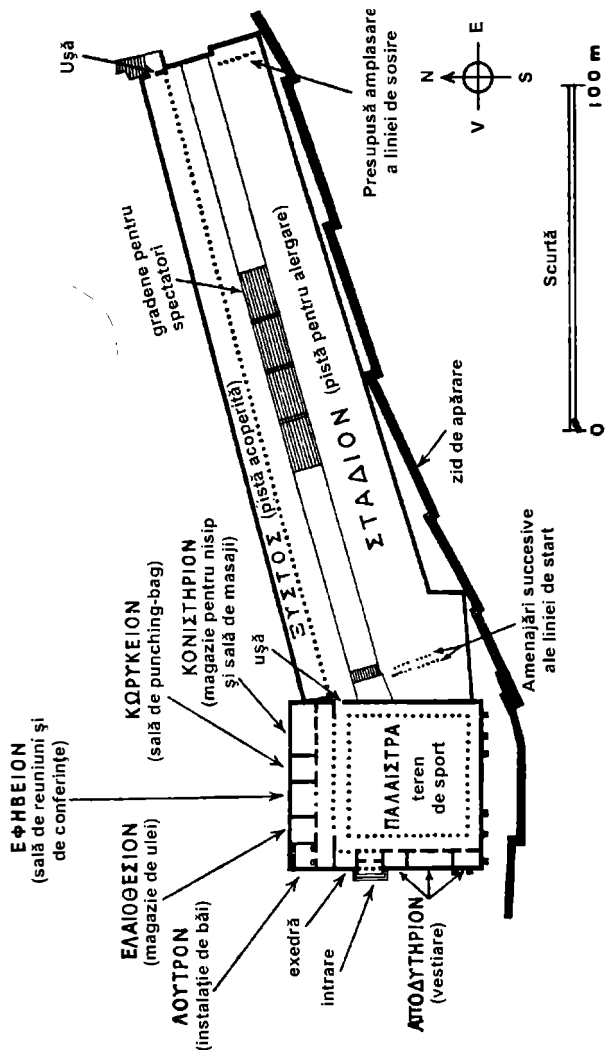 ΕΦΗΒΕΙΟΝ
(sală de reuniuni și
de conferințe)
ΚΩΡΥΚΕΙΟΝ
(sală de punching-bag)
ΚΟΝΙΣΤΗΡΙΟΝ
(magazie pentru nisip
și sală de masaj)
ușă
ΕΛΑΙΟΘΕΣΙΟΝ
(magazie de ulei)
ΛΟΥΤΡΟΝ
(instalație de băi)
exedră
intrare
ΑΠΟΔΥΤΗΡΙΟΝ
(vestiare)
ΠΑΛΑΙΣΤΡΑ
teren
de sport
ΞΥΣΤΟΣ (pistă acoperită)
gradene pentru
spectatori
ΣΤΑΔΙΟΝ (pistă pentru alergare)
Ușă
Presupusă amplasare
a liniei de sosire
zid de apărare
Amenajări succesive
ale liniei de start
N
E
S
V
Scurtă
0
100 m